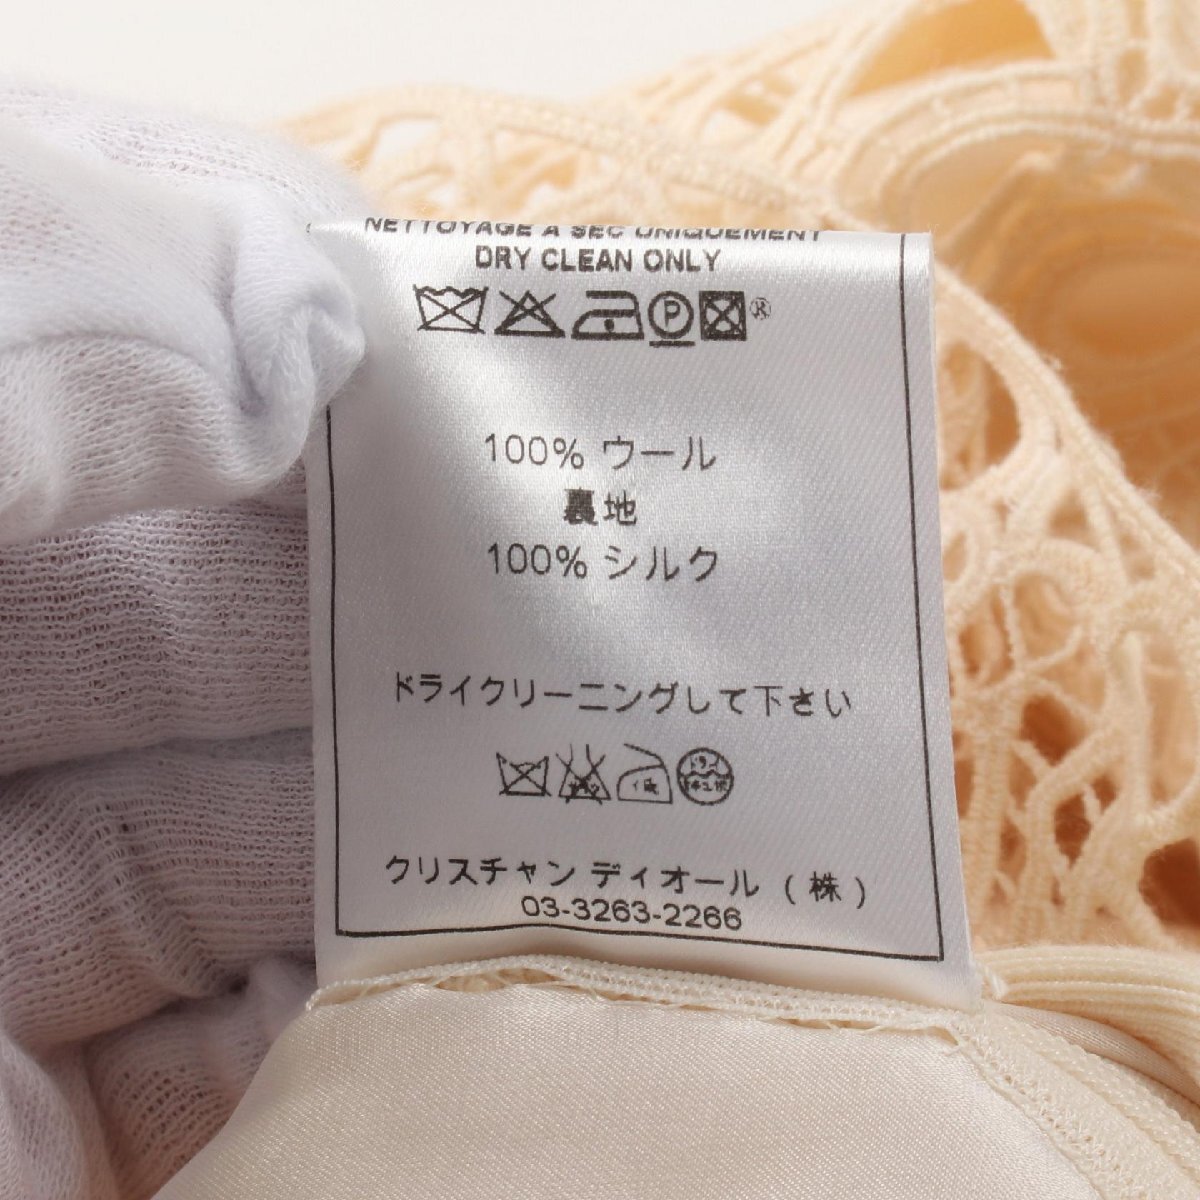 NETTOYAGE A SEC UNIQUEMENT
DRY CLEAN ONLY
P ®
100% ウール
裏地
100% シルク
ドライクリーニングして下さい
クリスチャン ディオール (株)
03-3263-2266